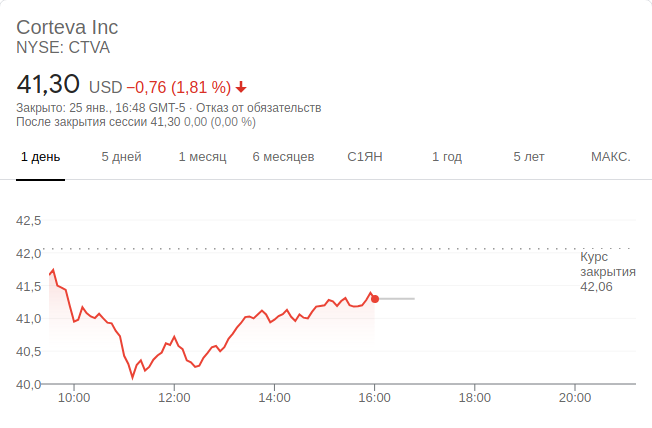 Corteva Inc
NYSE: CTVA
41,30 USD −0,76 (1,81 %)
Закрыто: 25 янв., 16:48 GMT-5 · Отказ от обязательств
После закрытия сессии 41,30 0,00 (0,00 %)
1 день 5 дней 1 месяц 6 месяцев С1ЯН 1 год 5 лет МАКС.
42,5
42,0
Курс
закрытия
42,06
41,5
41,0
40,5
40,0
10:00 12:00 14:00 16:00 18:00 20:00